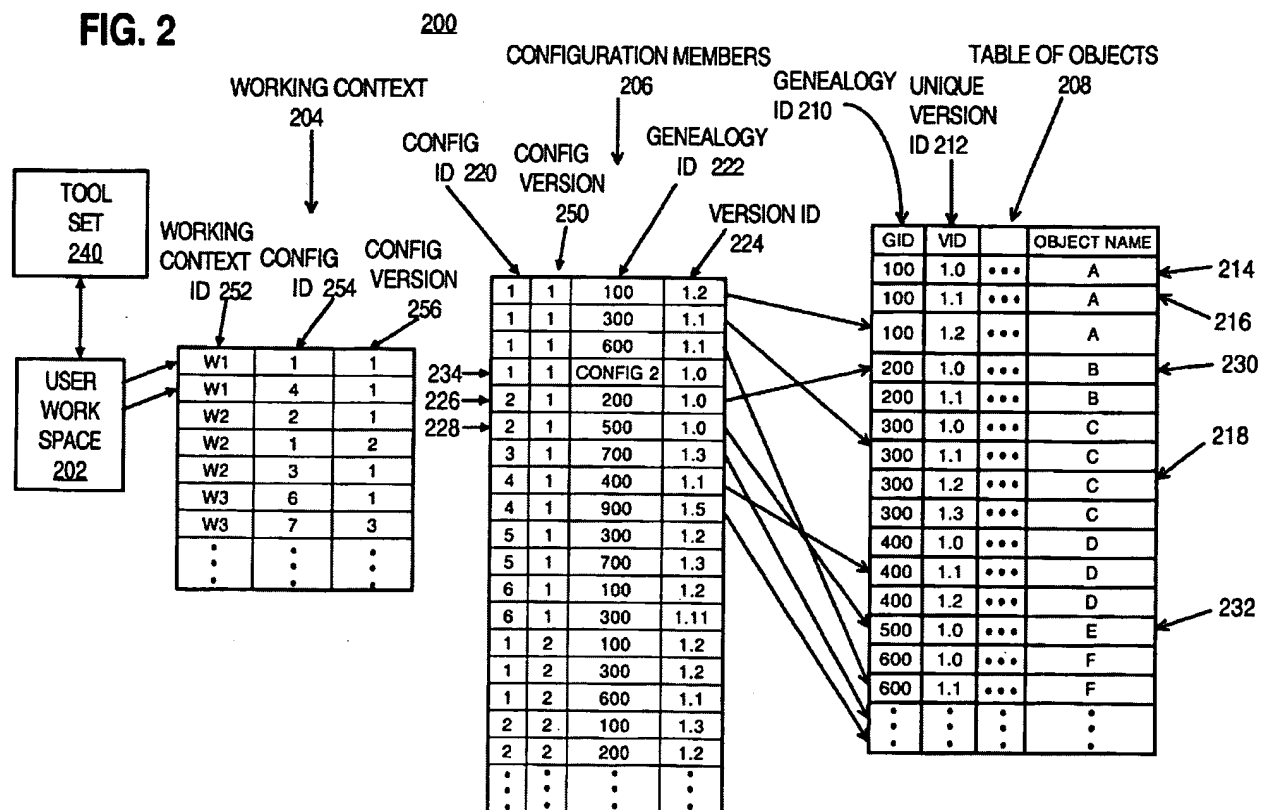 FIG. 2
200
WORKING CONTEXT
204
CONFIGURATION MEMBERS
206
TABLE OF OBJECTS
208
GENEALOGY
ID 210
UNIQUE
VERSION
ID 212
CONFIG
ID 220
CONFIG
VERSION
250
GENEALOGY
ID 222
VERSION ID
224
TOOL
SET
240
USER
WORK
SPACE
202
WORKING
CONTEXT
ID 252
CONFIG
ID 254
CONFIG
VERSION
256
W1 1 1
W1 4 1
W2 2 1
W2 1 2
W2 3 1
W3 6 1
W3 7 3
234
226
228
1 1 100 1.2
1 1 300 1.1
1 1 600 1.1
1 1 CONFIG 2 1.0
2 1 200 1.0
2 1 500 1.0
3 1 700 1.3
4 1 400 1.1
4 1 900 1.5
5 1 300 1.2
5 1 700 1.3
6 1 100 1.2
6 1 300 1.11
1 2 100 1.2
1 2 300 1.2
1 2 600 1.1
2 2 100 1.3
2 2 200 1.2
GID VID OBJECT NAME
100 1.0 ••• A
100 1.1 ••• A
100 1.2 ••• A
200 1.0 ••• B
200 1.1 ••• B
300 1.0 ••• C
300 1.1 ••• C
300 1.2 ••• C
300 1.3 ••• C
400 1.0 ••• D
400 1.1 ••• D
400 1.2 ••• D
500 1.0 ••• E
600 1.0 ••• F
600 1.1 ••• F
214
216
230
218
232